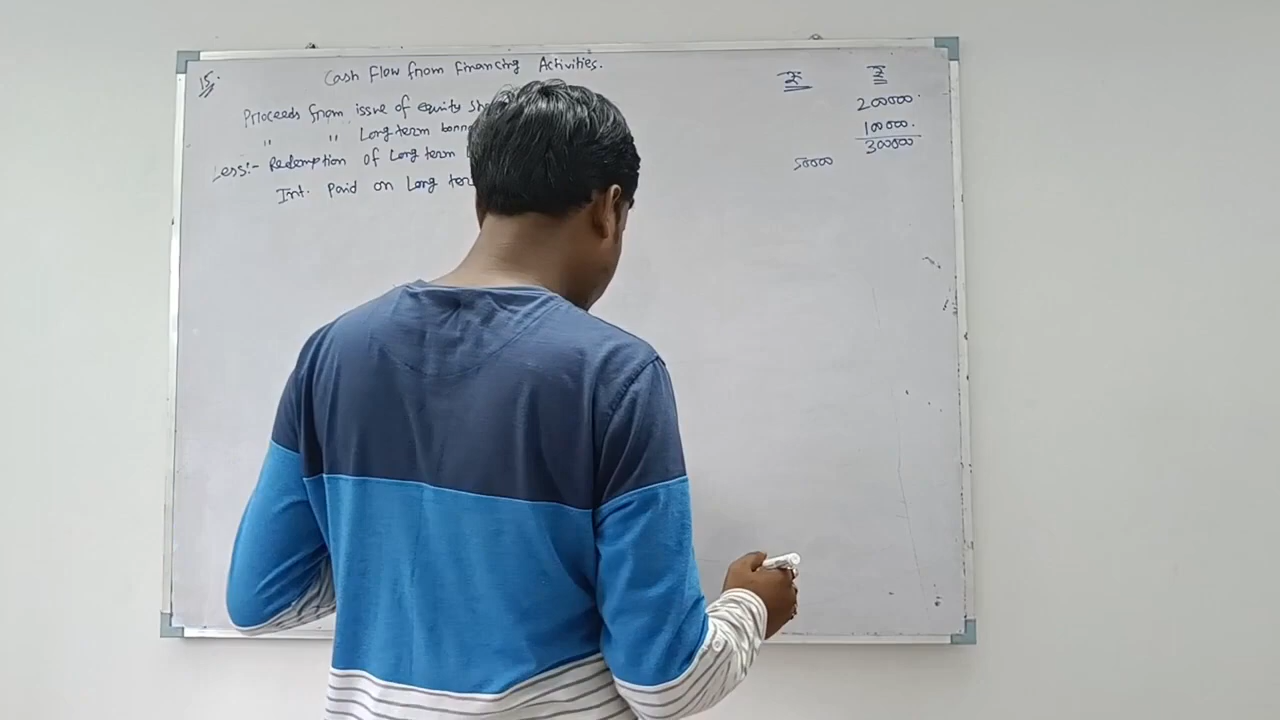 15.
Cash Flow from Financing Activities.
₹ ₹
Proceeds from issue of equity 200000.
" " Long term 100000.
300000
Less:- Redemption of Long term 50000
Int. Paid on Long